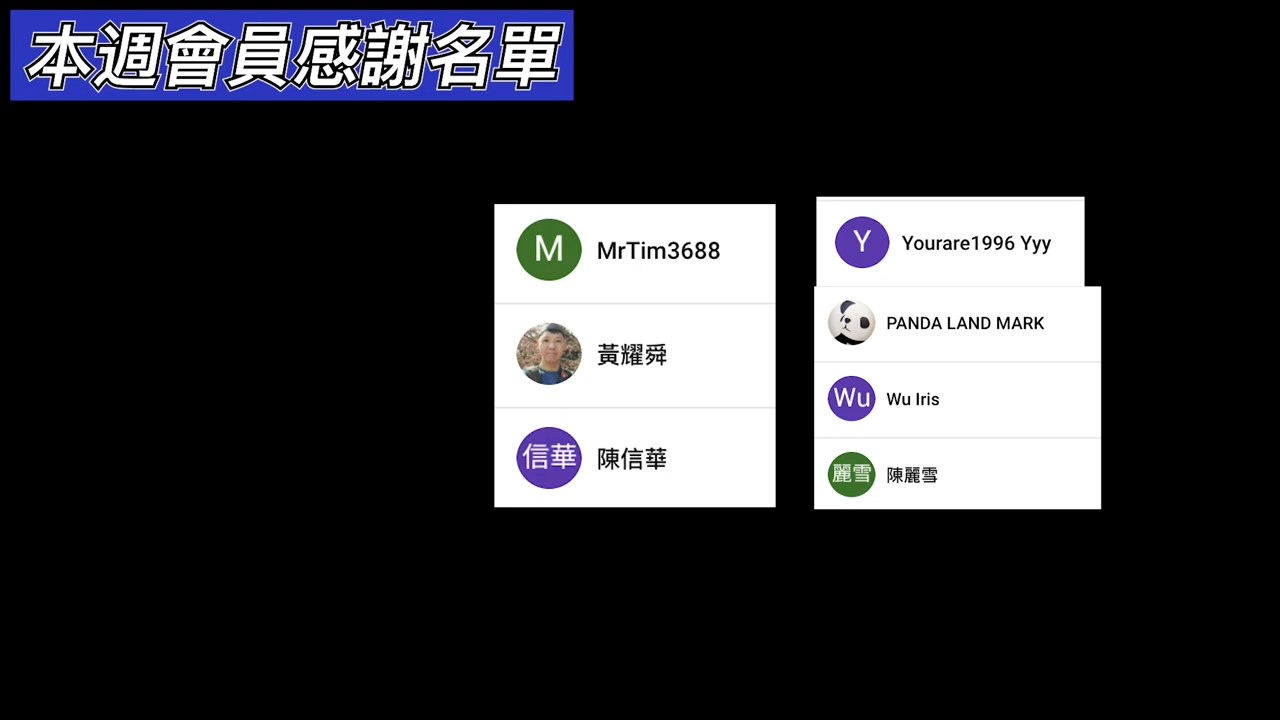 本週會員感謝名單
M MrTim3688
黃耀舜
信華 陳信華
Y Yourare1996 Yyy
PANDA LAND MARK
Wu Wu Iris
麗雪 陳麗雪